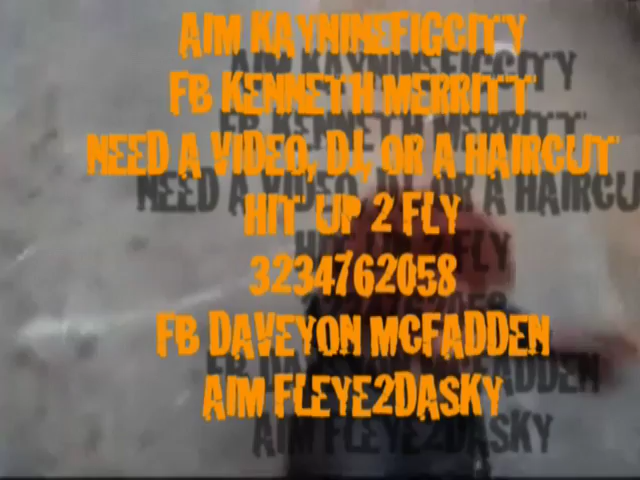 AIM KAYNINEFIGCITY
FB KENNETH MERRITT
NEED A VIDEO, DJ, OR A HAIRCUT
HIT UP 2 FLY
3234762058
FB DAVEYON MCFADDEN
AIM FLEYE2DASKY